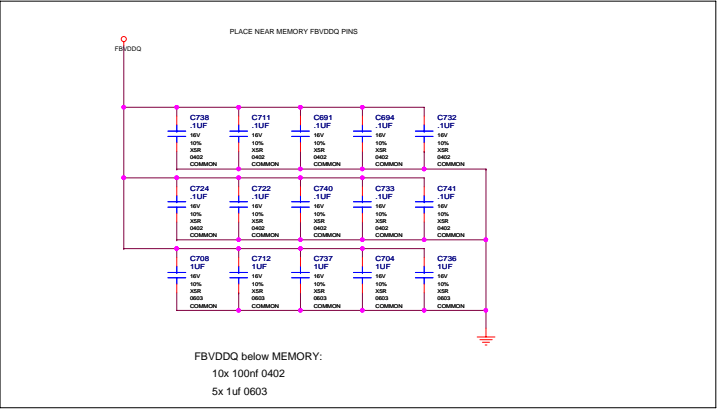 PLACE NEAR MEMORY FBVDDQ PINS
FBVDDQ
C738 C711 C691 C694 C732
.1UF .1UF .1UF .1UF .1UF
16V 16V 16V 16V 16V
10% 10% 10% 10% 10%
X5R X5R X5R X5R X5R
0402 0402 0402 0402 0402
COMMON COMMON COMMON COMMON COMMON
C724 C722 C740 C733 C741
.1UF .1UF .1UF .1UF .1UF
16V 16V 16V 16V 16V
10% 10% 10% 10% 10%
X5R X5R X5R X5R X5R
0402 0402 0402 0402 0402
COMMON COMMON COMMON COMMON COMMON
C708 C712 C737 C704 C736
1UF 1UF 1UF 1UF 1UF
16V 16V 16V 16V 16V
10% 10% 10% 10% 10%
X5R X5R X5R X5R X5R
0603 0603 0603 0603 0603
COMMON COMMON COMMON COMMON COMMON
FBVDDQ below MEMORY:
10x 100nf 0402
5x 1uf 0603